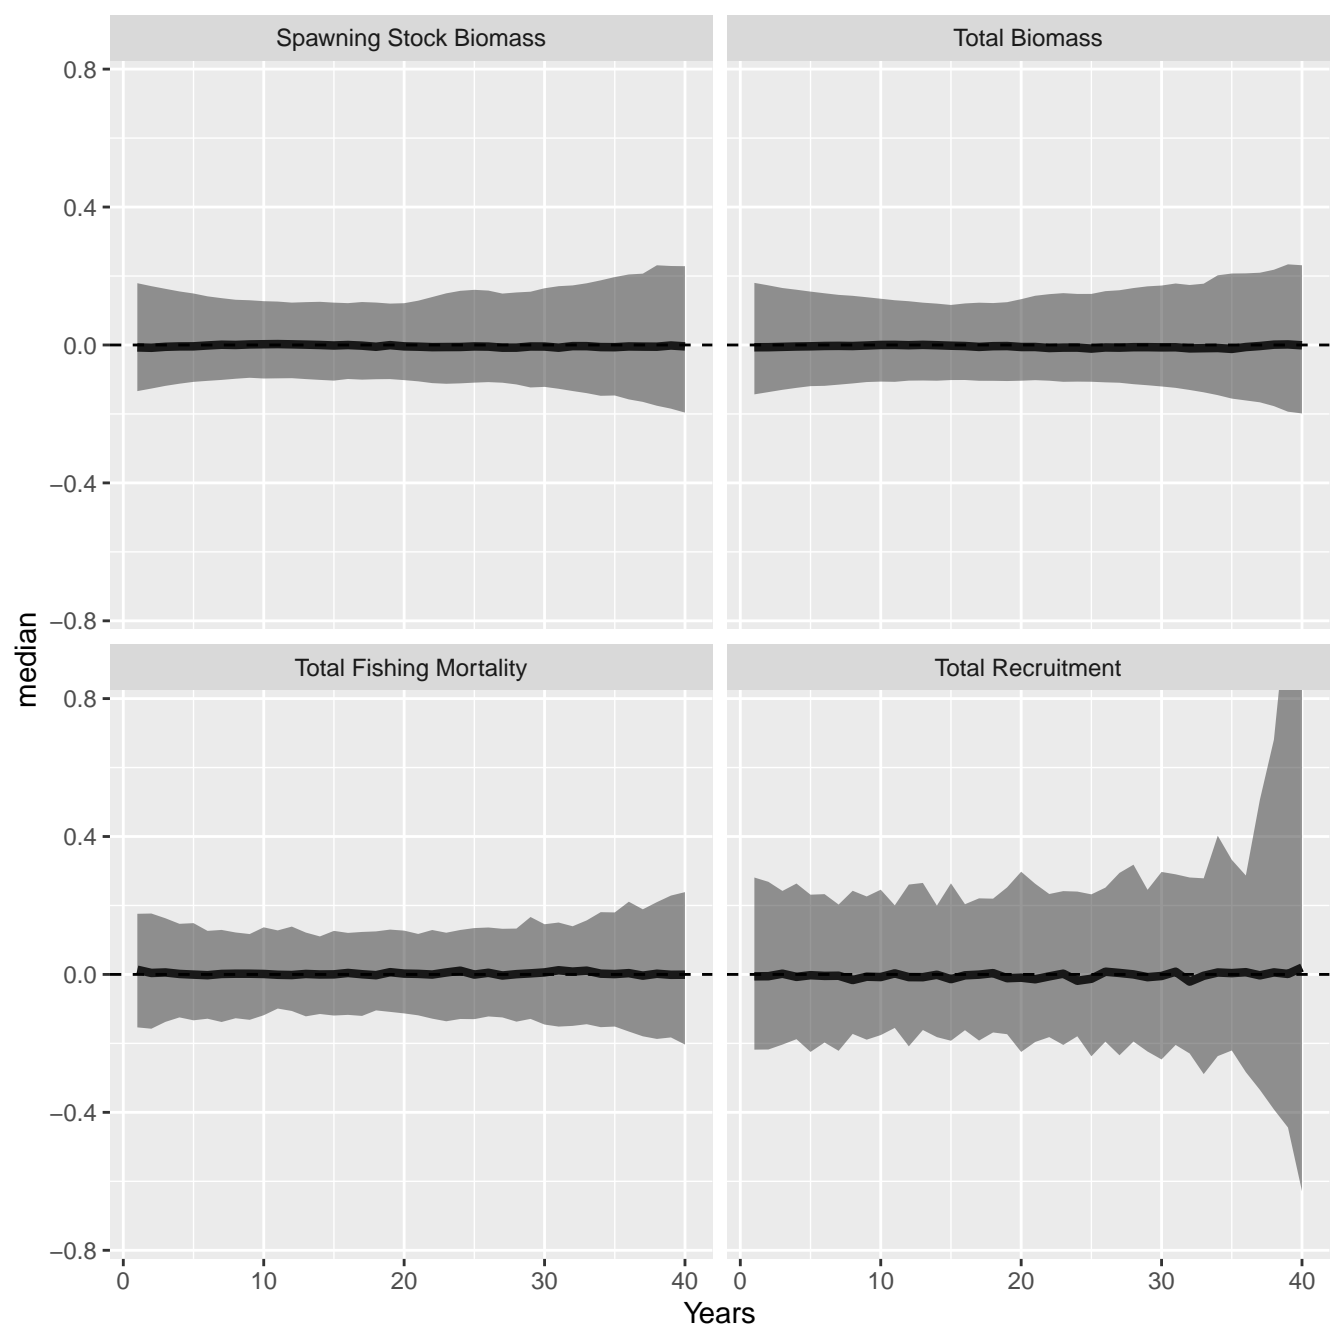 Spawning Stock Biomass
Total Biomass
0.8
0.4
0.0
−0.4
−0.8
median
Total Fishing Mortality
Total Recruitment
0.8
0.4
0.0
−0.4
−0.8
0 10 20 30 40
0 10 20 30 40
Years